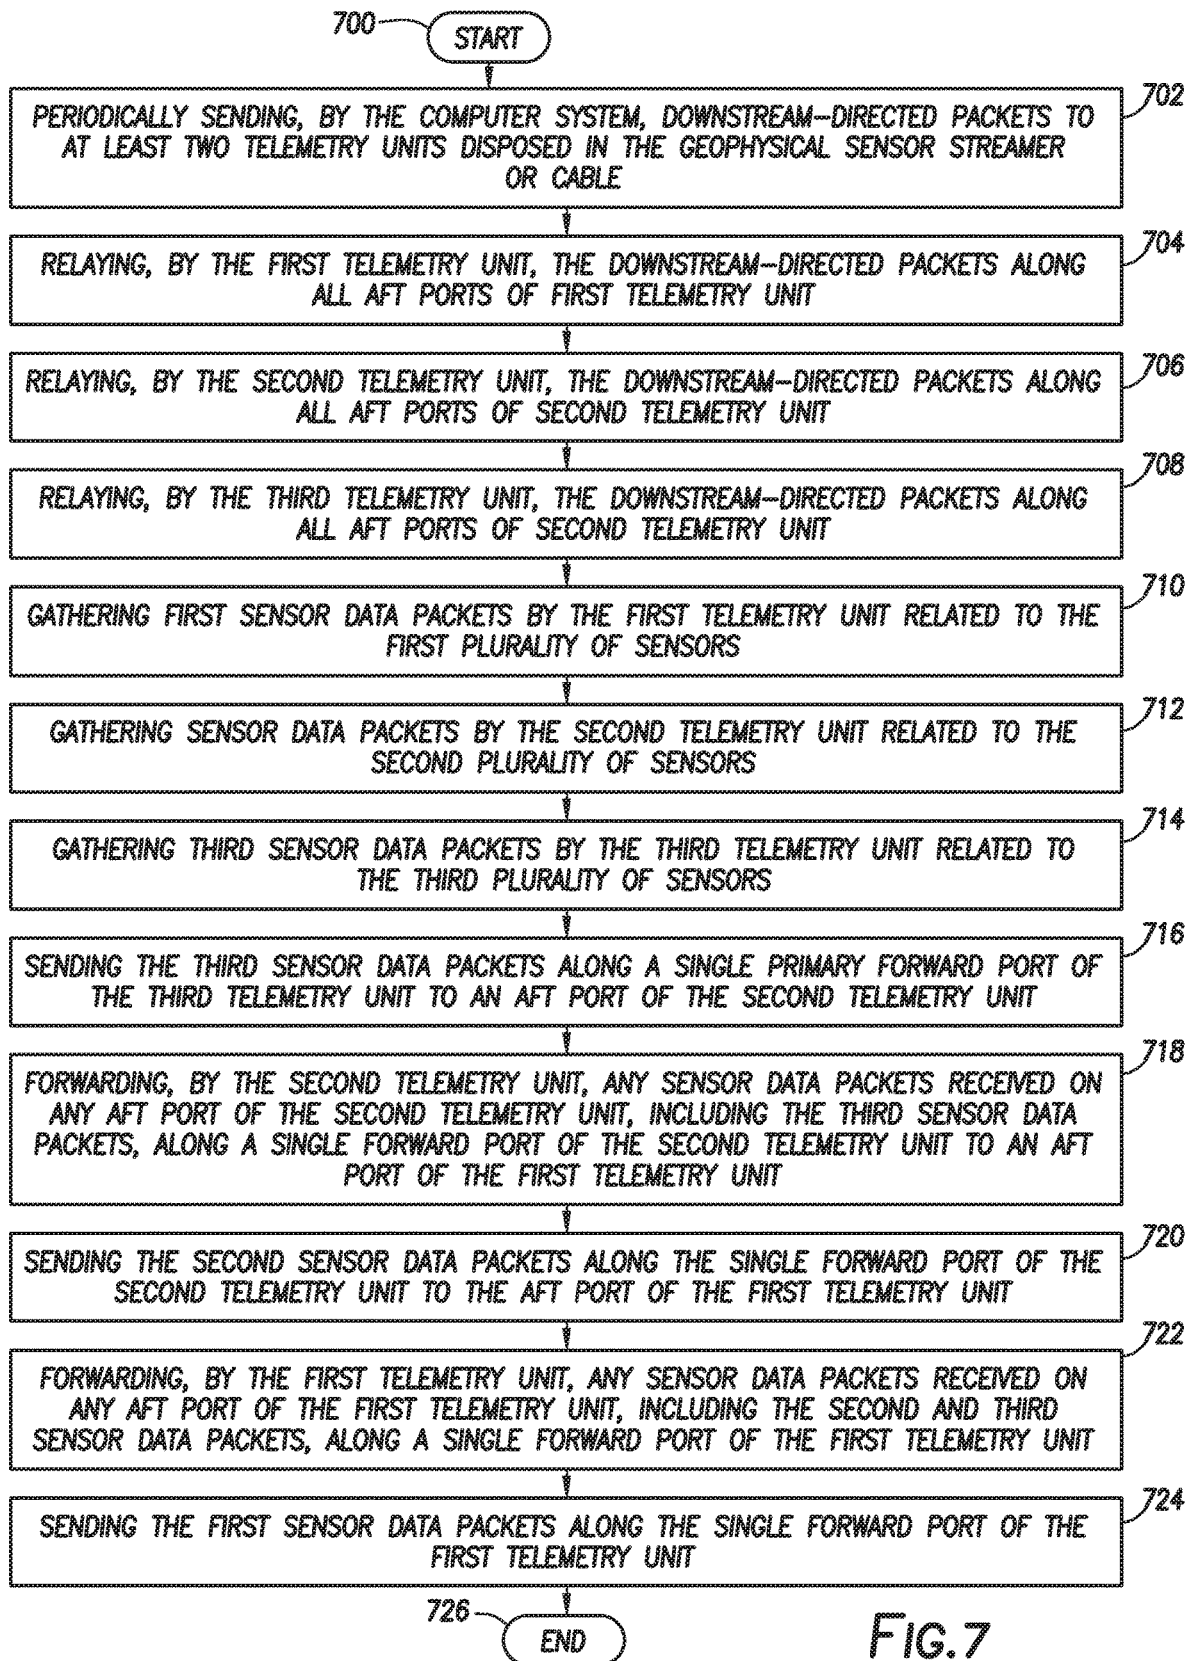 700
START
702
PERIODICALLY SENDING, BY THE COMPUTER SYSTEM, DOWNSTREAM-DIRECTED PACKETS TO
AT LEAST TWO TELEMETRY UNITS DISPOSED IN THE GEOPHYSICAL SENSOR STREAMER
OR CABLE
704
RELAYING, BY THE FIRST TELEMETRY UNIT, THE DOWNSTREAM-DIRECTED PACKETS ALONG
ALL AFT PORTS OF FIRST TELEMETRY UNIT
706
RELAYING, BY THE SECOND TELEMETRY UNIT, THE DOWNSTREAM-DIRECTED PACKETS ALONG
ALL AFT PORTS OF SECOND TELEMETRY UNIT
708
RELAYING, BY THE THIRD TELEMETRY UNIT, THE DOWNSTREAM-DIRECTED PACKETS ALONG
ALL AFT PORTS OF SECOND TELEMETRY UNIT
710
GATHERING FIRST SENSOR DATA PACKETS BY THE FIRST TELEMETRY UNIT RELATED TO THE
FIRST PLURALITY OF SENSORS
712
GATHERING SENSOR DATA PACKETS BY THE SECOND TELEMETRY UNIT RELATED TO THE
SECOND PLURALITY OF SENSORS
714
GATHERING THIRD SENSOR DATA PACKETS BY THE THIRD TELEMETRY UNIT RELATED TO
THE THIRD PLURALITY OF SENSORS
716
SENDING THE THIRD SENSOR DATA PACKETS ALONG A SINGLE PRIMARY FORWARD PORT OF
THE THIRD TELEMETRY UNIT TO AN AFT PORT OF THE SECOND TELEMETRY UNIT
718
FORWARDING, BY THE SECOND TELEMETRY UNIT, ANY SENSOR DATA PACKETS RECEIVED ON
ANY AFT PORT OF THE SECOND TELEMETRY UNIT, INCLUDING THE THIRD SENSOR DATA
PACKETS, ALONG A SINGLE FORWARD PORT OF THE SECOND TELEMETRY UNIT TO AN AFT
PORT OF THE FIRST TELEMETRY UNIT
720
SENDING THE SECOND SENSOR DATA PACKETS ALONG THE SINGLE FORWARD PORT OF THE
SECOND TELEMETRY UNIT TO THE AFT PORT OF THE FIRST TELEMETRY UNIT
722
FORWARDING, BY THE FIRST TELEMETRY UNIT, ANY SENSOR DATA PACKETS RECEIVED ON
ANY AFT PORT OF THE FIRST TELEMETRY UNIT, INCLUDING THE SECOND AND THIRD
SENSOR DATA PACKETS, ALONG A SINGLE FORWARD PORT OF THE FIRST TELEMETRY UNIT
724
SENDING THE FIRST SENSOR DATA PACKETS ALONG THE SINGLE FORWARD PORT OF THE
FIRST TELEMETRY UNIT
726
END
FIG.7